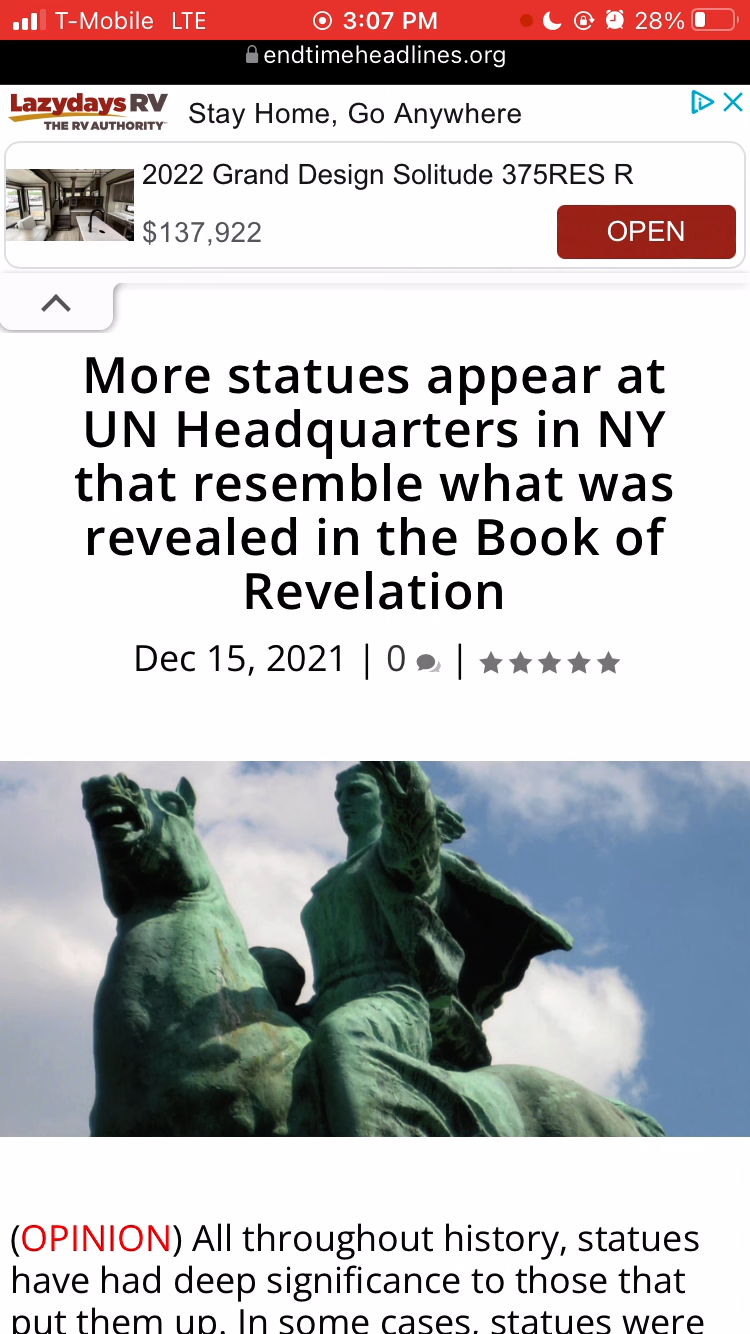 T-Mobile LTE 3:07 PM 28%
endtimeheadlines.org
Lazydays RV
THE RV AUTHORITY
Stay Home, Go Anywhere
2022 Grand Design Solitude 375RES R
$137,922
OPEN
More statues appear at
UN Headquarters in NY
that resemble what was
revealed in the Book of
Revelation
Dec 15, 2021 | 0 |
(OPINION) All throughout history, statues
have had deep significance to those that
put them up. In some cases, statues were